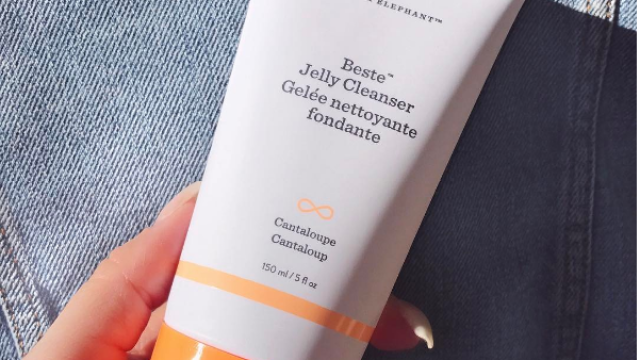 ELEPHANT™
Beste™
Jelly Cleanser
Gelée nettoyante
fondante
Cantaloupe
Cantaloup
150 ml / 5 fl oz